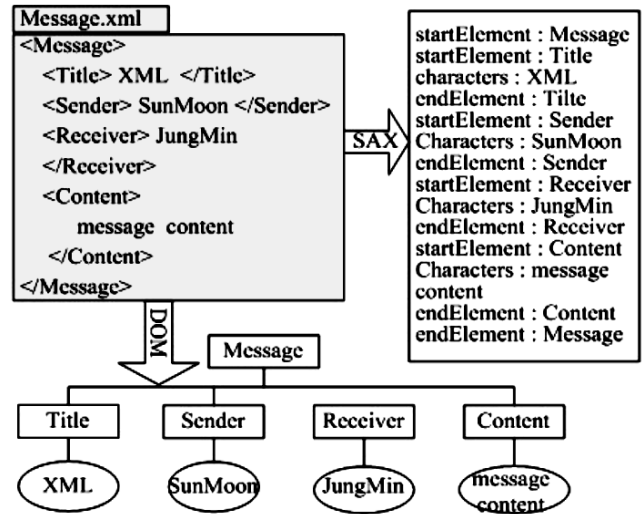 Message.xml
<Message>
<Title> XML </Title>
<Sender> SunMoon </Sender>
<Receiver> JungMin
</Receiver>
<Content>
message content
</Content>
</Message>
SAX
startElement : Message
startElement : Title
characters : XML
endElement : Tilte
startElement : Sender
Characters : SunMoon
endElement : Sender
startElement : Receiver
Characters : JungMin
endElement : Receiver
startElement : Content
Characters : message
content
endElement : Content
endElement : Message
DOM
Message
Title
Sender
Receiver
Content
XML
SunMoon
JungMin
message
content